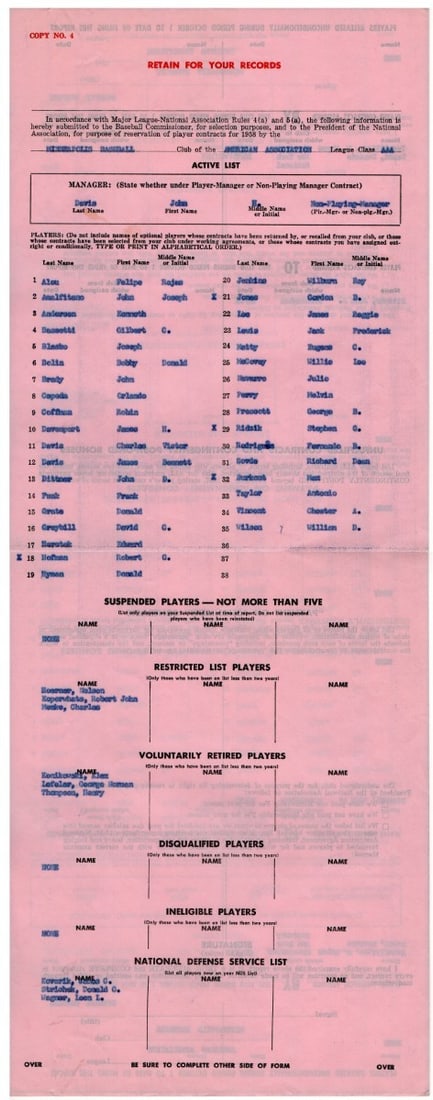 COPY NO. 4
RETAIN FOR YOUR RECORDS
In accordance with Major League-National Association Rules 4(a) and 5(a), the following information is
hereby submitted to the Baseball Commissioner, for selection purposes, and to the President of the National
Association, for purpose of reservation of player contracts for 1958 by the
MINNEAPOLIS BASEBALL Club of the AMERICAN ASSOCIATION League Class AAA
ACTIVE LIST
MANAGER: (State whether under Player-Manager or Non-Playing Manager Contract)
Davis John Non-Playing-Manager
Last Name First Name Middle Name or Initial (Plr.-Mgr. or Non-plg.-Mgr.)
PLAYERS: (Do not include names of optional players whose contracts have been returned by, or recalled from your club, or those
whose contracts have been selected from your club under working agreements, or those whose contracts you have assigned out-
right or conditionally. TYPE OR PRINT IN ALPHABETICAL ORDER.)
Last Name First Name Middle Name or Initial Last Name First Name Middle Name or Initial
1 Alou Felipe Rojas 20 Jenkins Wilburn Roy
2 Amalfitano John Joseph X 21 Jones Gordon B.
3 Anderson Kenneth 22 Lee James Reggie
4 Bassetti Gilbert C. 23 Lewis Jack Frederick
5 Blasko Joseph 24 Matty Eugene C.
6 Bolin Bobby Donald 25 McCovey Willie Lee
7 Brady John 26 Navarro Julio
8 Cepeda Orlando 27 Perry Melvin
9 Coffman Robin 28 Prescott George B.
10 Davenport James H. X 29 Ridzik Stephen G.
11 Davis Charles Victor 30 Rodriguez Fernando R.
12 Davis James Bennett 31 Dean Richard
13 Dittmer John D. X 32 Surkont Max
14 Funk Frank 33 Taylor Antonio
15 Grate Donald 34 Vincent Chester A.
16 Graybill David C. 35 Wilson ? William D.
17 Edward 36
X 18 Hofman Robert G. 37
19 Hyman Donald 38
SUSPENDED PLAYERS — NOT MORE THAN FIVE
(List only players on your Suspended List at time of report. Do not list suspended
players who have been reinstated)
NAME NAME NAME
NONE
RESTRICTED LIST PLAYERS
(Only those who have been on list less than two years)
NAME NAME NAME
Koerner, Nelson
Robert John
Menke, Charles
VOLUNTARILY RETIRED PLAYERS
(Only those who have been on list less than two years)
NAME NAME NAME
Konikowski, Alex
Lefeler, George Herman
Thompson, Henry
DISQUALIFIED PLAYERS
(Only those who have been on list less than two years)
NAME NAME NAME
NONE
INELIGIBLE PLAYERS
(Only those who have been on list less than two years)
NAME NAME NAME
NONE
NATIONAL DEFENSE SERVICE LIST
(List all players now on your NDS List)
NAME NAME NAME
Donald C.
Wagner, Leon L.
OVER BE SURE TO COMPLETE OTHER SIDE OF FORM OVER